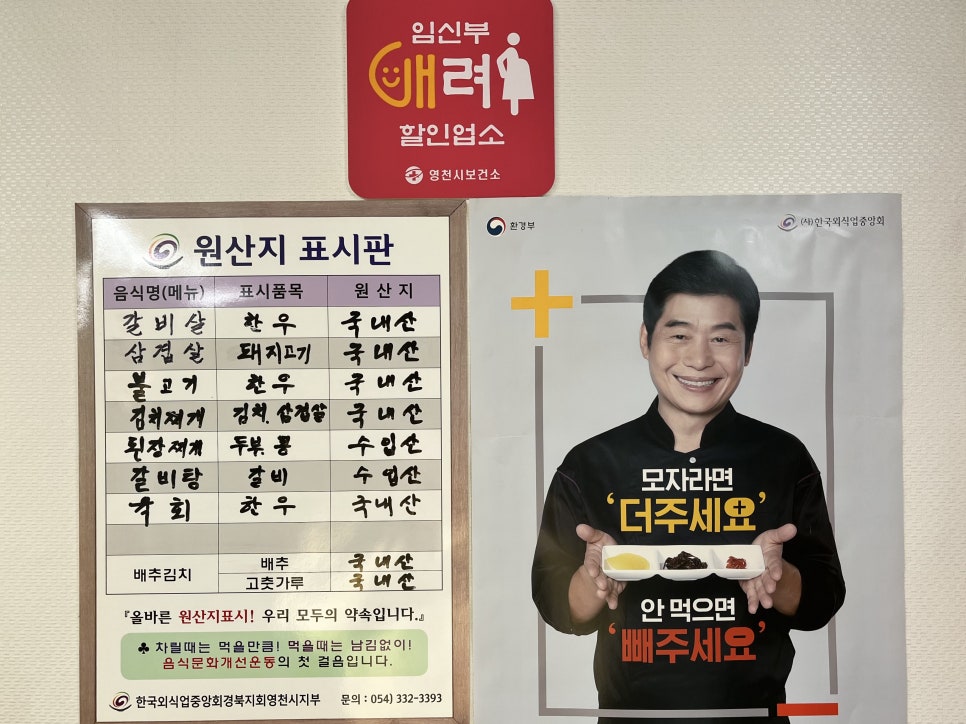 임신부
배려
할인업소
영천시보건소
원산지 표시판
음식명(메뉴) 표시품목 원 산 지
갈비살 한우 국내산
삼겹살 돼지고기 국내산
불고기 한우 국내산
김치찌개 김치.삼겹살 국내산
된장찌개 두부.콩 수입산
갈비탕 갈비 수입산
육회 한우 국내산
배추김치 배추 국내산
고춧가루 국내산
『올바른 원산지표시! 우리 모두의 약속입니다.』
♣ 차릴때는 먹을만큼! 먹을때는 남김없이!
음식문화개선운동의 첫 걸음입니다.
한국외식업중앙회경북지회영천시지부 문의 : 054) 332-3393
환경부
(사)한국외식업중앙회
모자라면
'더주세요'
안 먹으면
'빼주세요'